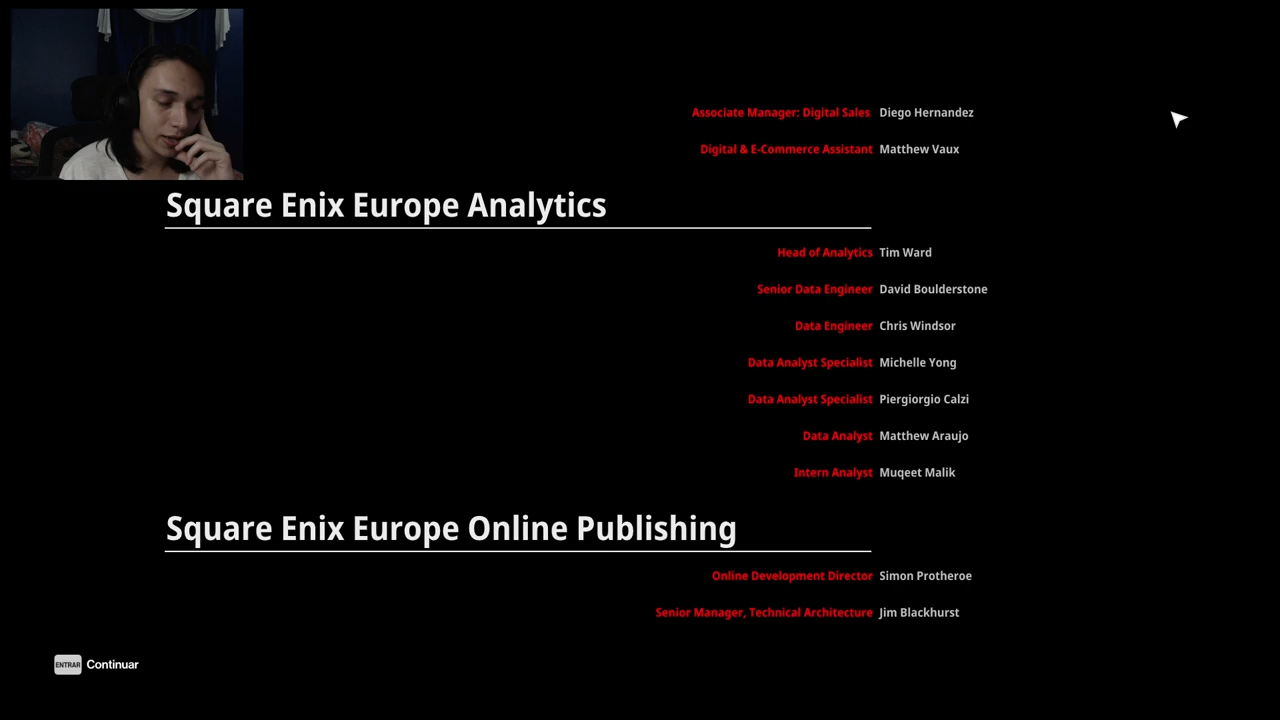 Associate Manager: Digital Sales Diego Hernandez
Digital & E-Commerce Assistant Matthew Vaux
Square Enix Europe Analytics
Head of Analytics Tim Ward
Senior Data Engineer David Boulderstone
Data Engineer Chris Windsor
Data Analyst Specialist Michelle Yong
Data Analyst Specialist Piergiorgio Calzi
Data Analyst Matthew Araujo
Intern Analyst Muqeet Malik
Square Enix Europe Online Publishing
Online Development Director Simon Protheroe
Senior Manager, Technical Architecture Jim Blackhurst
ENTRAR Continuar